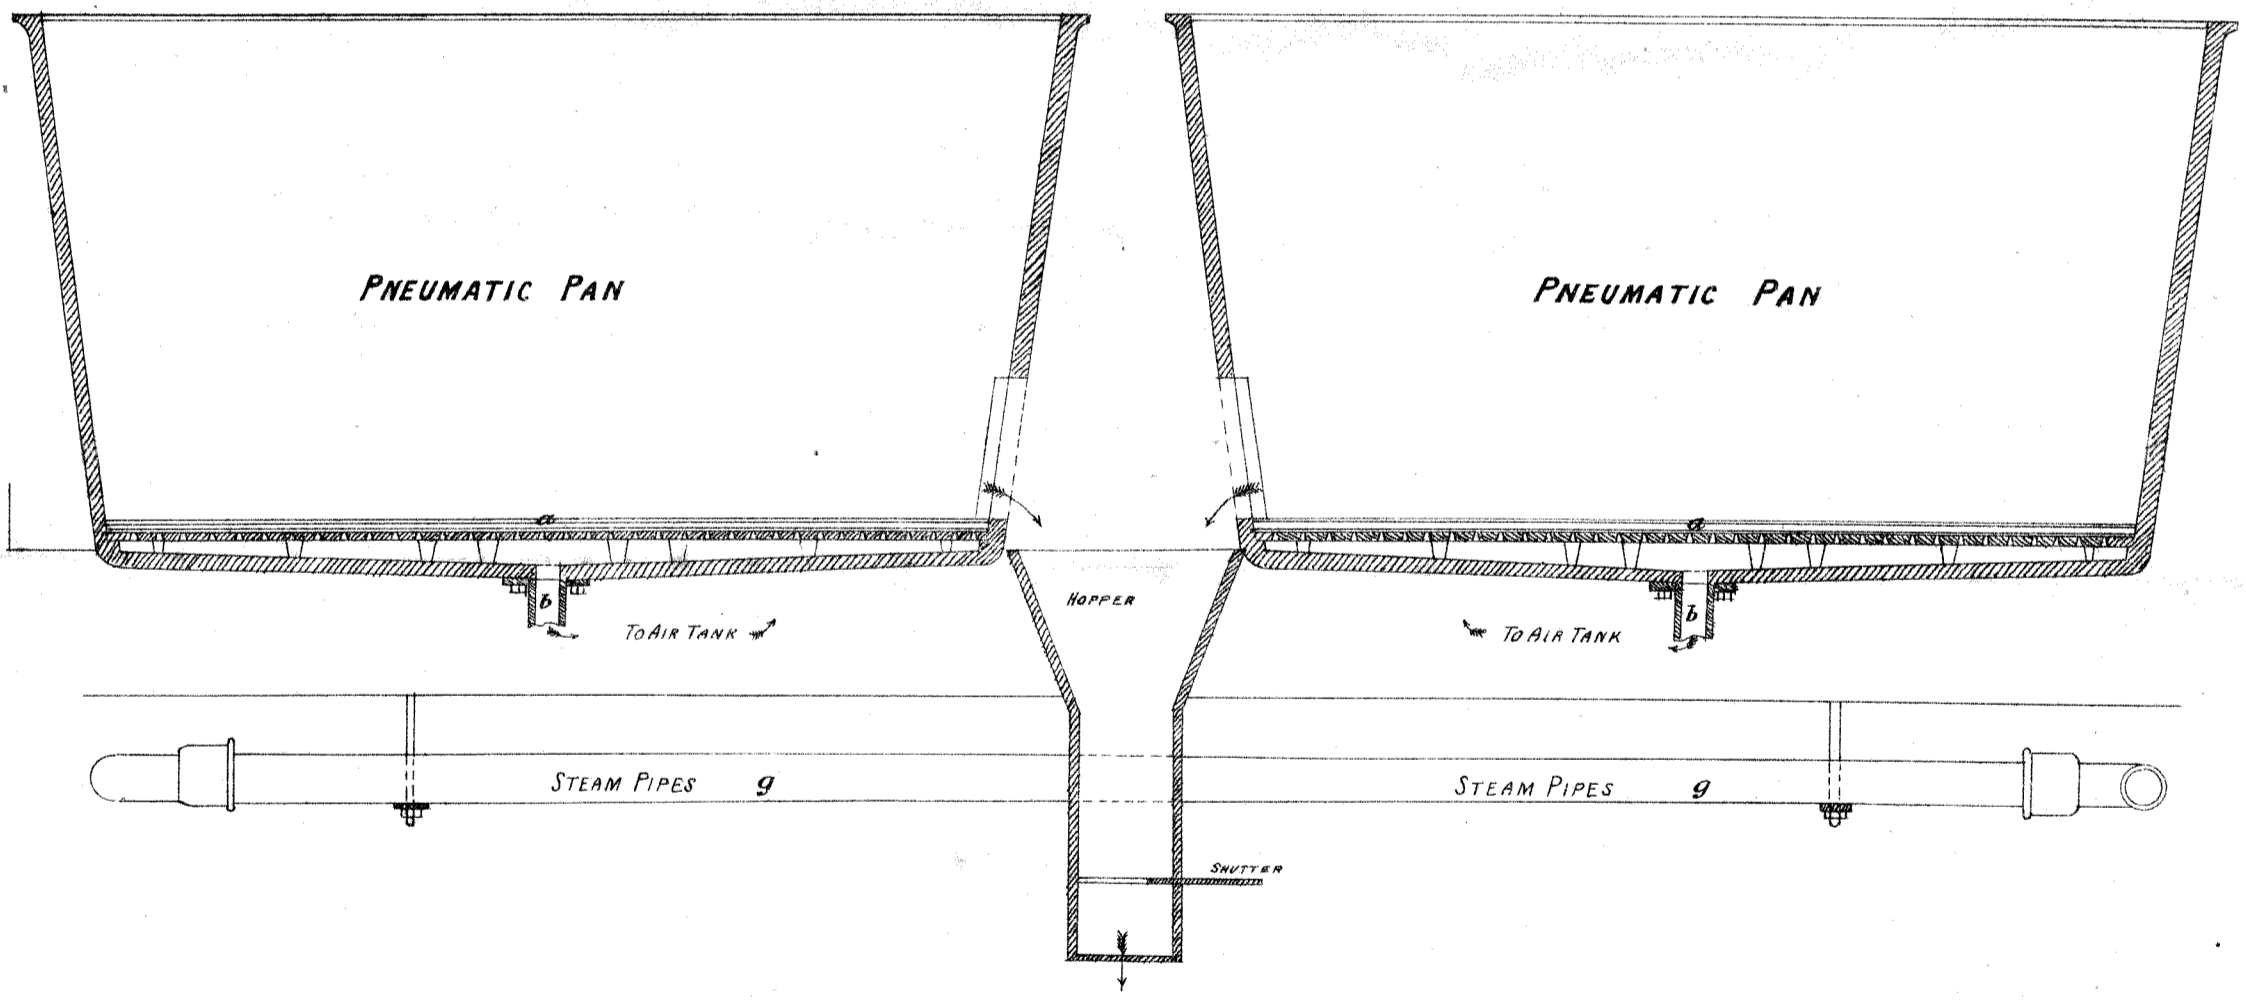 PNEUMATIC PAN
PNEUMATIC PAN
a
a
b
TO AIR TANK
HOPPER
TO AIR TANK
b
STEAM PIPES g
STEAM PIPES g
SHUTTER